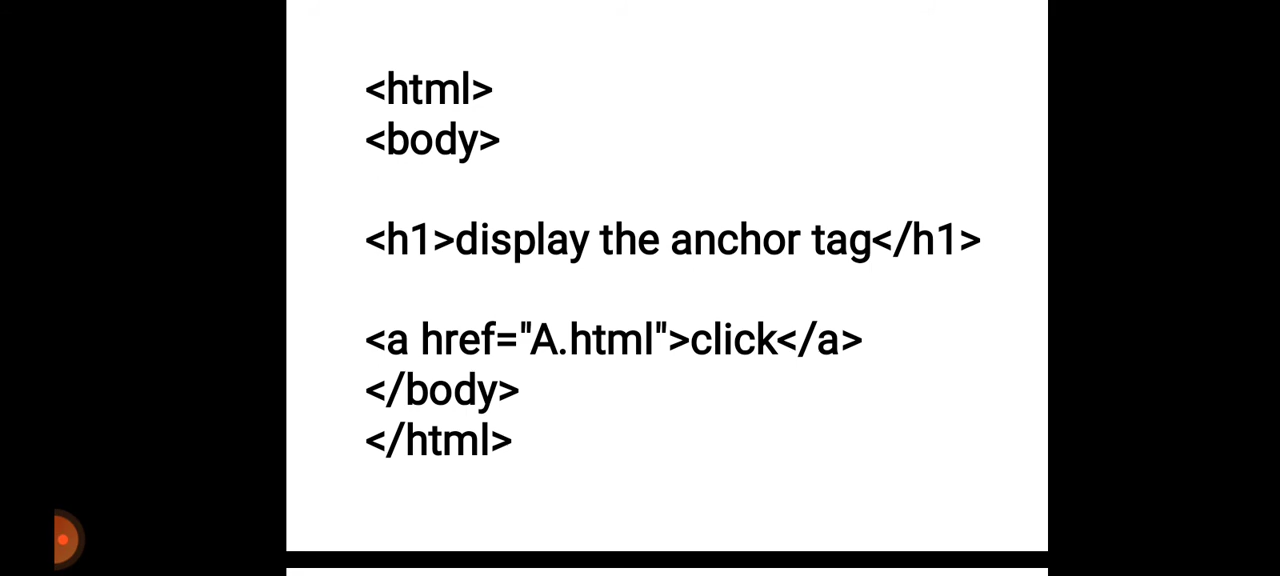 <html>
<body>
<h1>display the anchor tag</h1>
<a href="A.html">click</a>
</body>
</html>